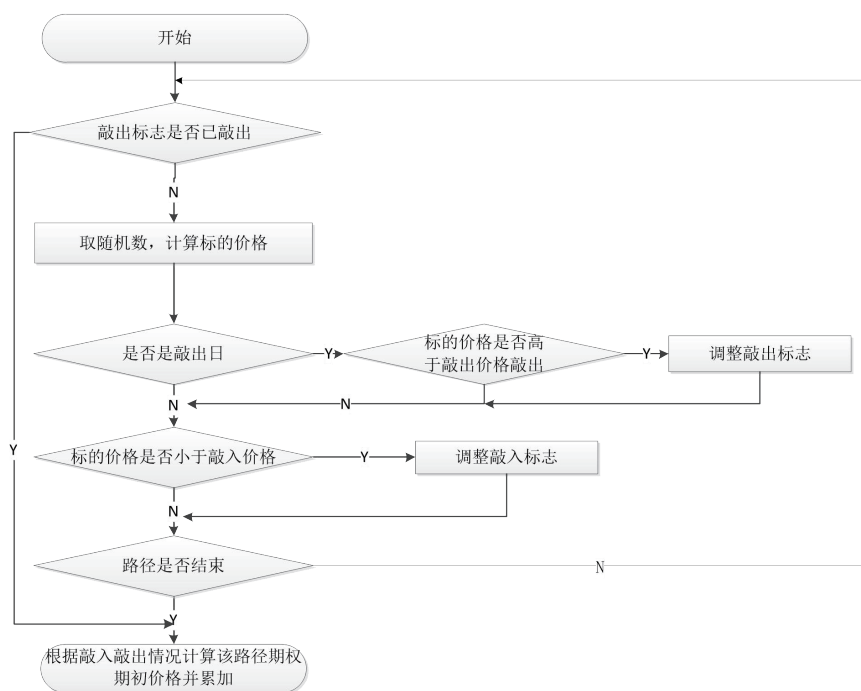 开始
敲出标志是否已敲出
N
取随机数，计算标的价格
是否是敲出日
Y
标的价格是否高
于敲出价格敲出
Y
调整敲出标志
N
N
标的价格是否小于敲入价格
Y
调整敲入标志
Y
N
路径是否结束
N
Y
根据敲入敲出情况计算该路径期权
期初价格并累加